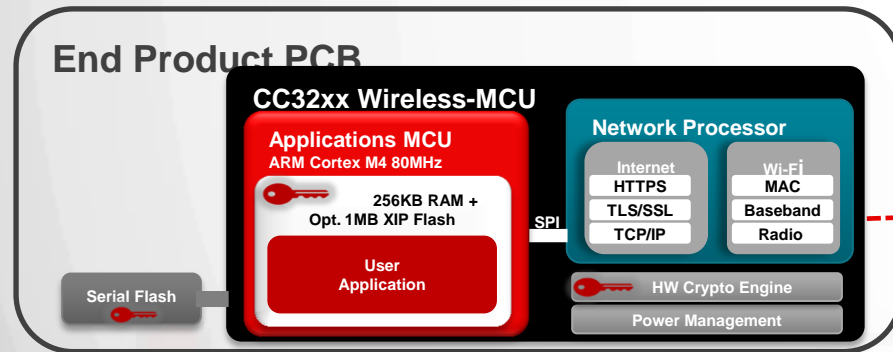 End Product PCB
CC32xx Wireless-MCU
Applications MCU
ARM Cortex M4 80MHz
256KB RAM +
Opt. 1MB XIP Flash
User
Application
SPI
Network Processor
Internet
HTTPS
TLS/SSL
TCP/IP
Wi-Fi
MAC
Baseband
Radio
HW Crypto Engine
Power Management
Serial Flash